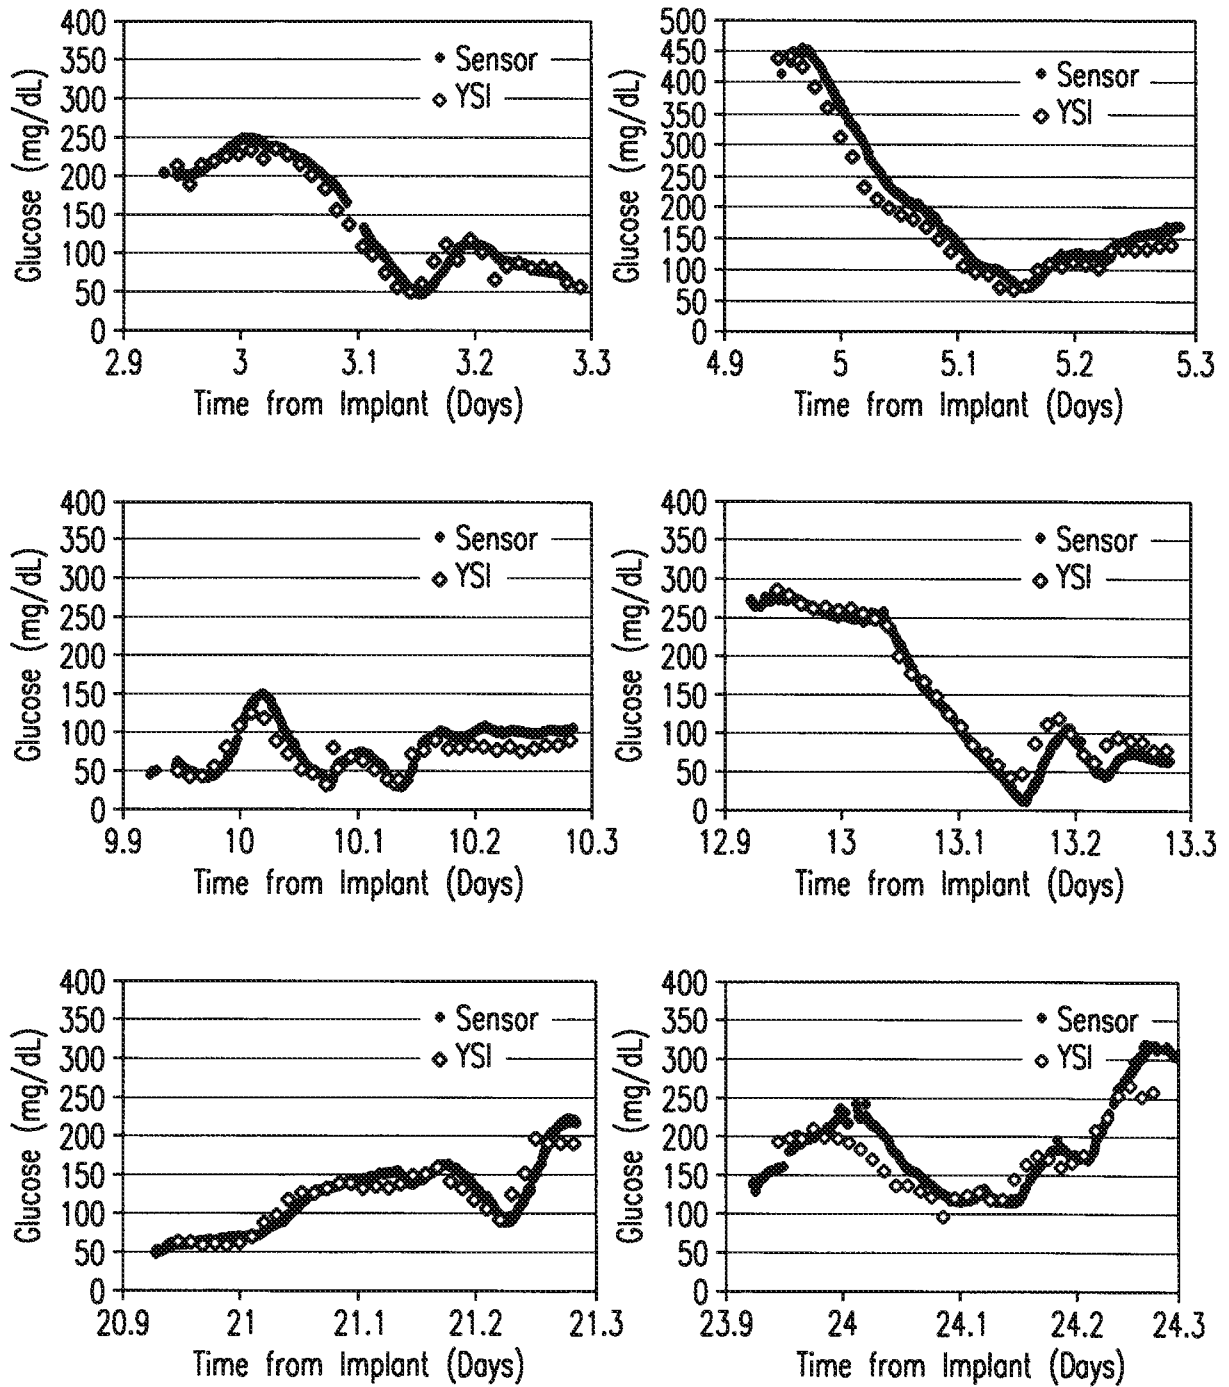 Glucose (mg/dL)
400
350
300
250
200
150
100
50
0
Sensor
YSI
2.9 3 3.1 3.2 3.3
Time from Implant (Days)
Glucose (mg/dL)
500
450
400
350
300
250
200
150
100
50
0
Sensor
YSI
4.9 5 5.1 5.2 5.3
Time from Implant (Days)
Glucose (mg/dL)
400
350
300
250
200
150
100
50
0
Sensor
YSI
9.9 10 10.1 10.2 10.3
Time from Implant (Days)
Glucose (mg/dL)
400
350
300
250
200
150
100
50
0
Sensor
YSI
12.9 13 13.1 13.2 13.3
Time from Implant (Days)
Glucose (mg/dL)
400
350
300
250
200
150
100
50
0
Sensor
YSI
20.9 21 21.1 21.2 21.3
Time from Implant (Days)
Glucose (mg/dL)
400
350
300
250
200
150
100
50
0
Sensor
YSI
23.9 24 24.1 24.2 24.3
Time from Implant (Days)